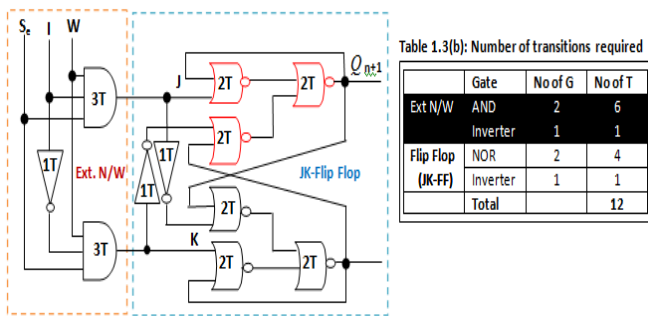 Se I W
3T
J
2T
2T
Q n+1
2T
1T
Ext. N/W
1T
1T
JK-Flip Flop
2T
K
3T
2T
2T
Table 1.3(b): Number of transitions required
Gate No of G No of T
Ext N/W AND 2 6
Inverter 1 1
Flip Flop NOR 2 4
(JK-FF) Inverter 1 1
Total 12